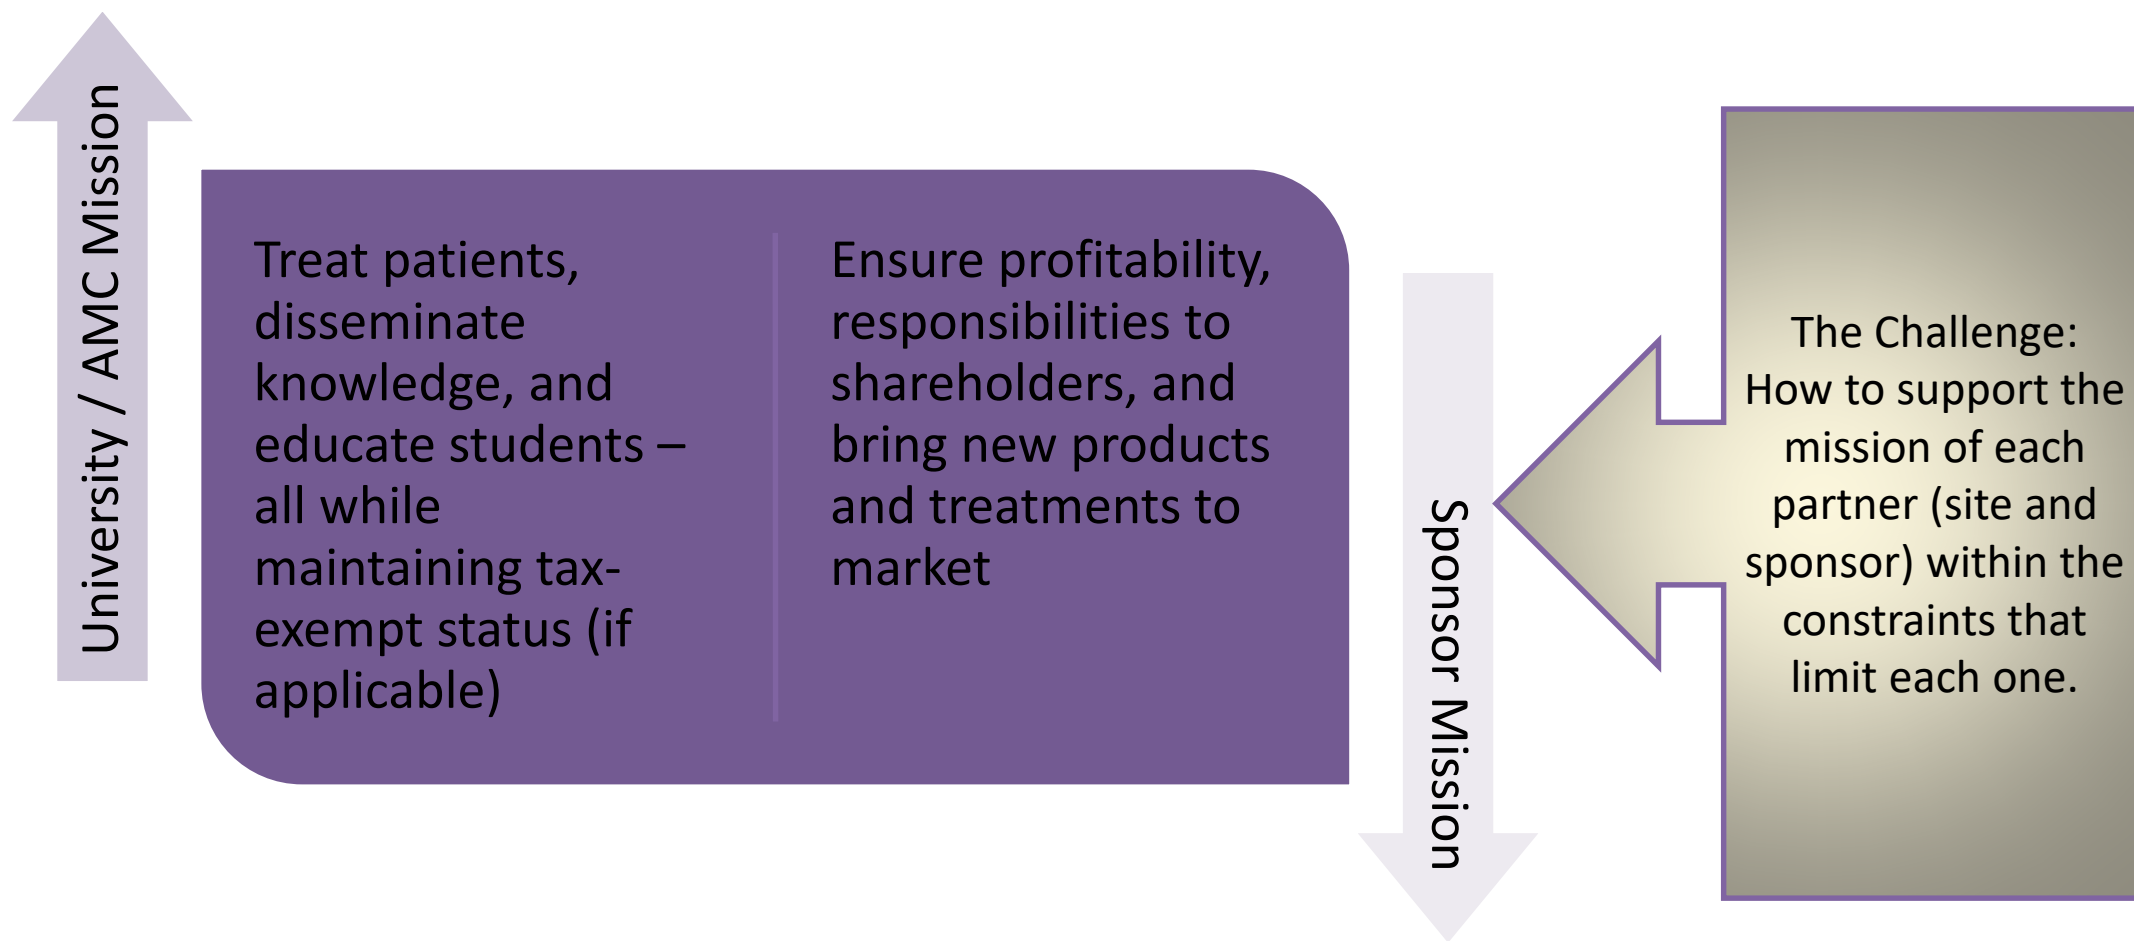 University / AMC Mission
Treat patients,
disseminate
knowledge, and
educate students –
all while
maintaining tax-
exempt status (if
applicable)
Ensure profitability,
responsibilities to
shareholders, and
bring new products
and treatments to
market
Sponsor Mission
The Challenge:
How to support the
mission of each
partner (site and
sponsor) within the
constraints that
limit each one.